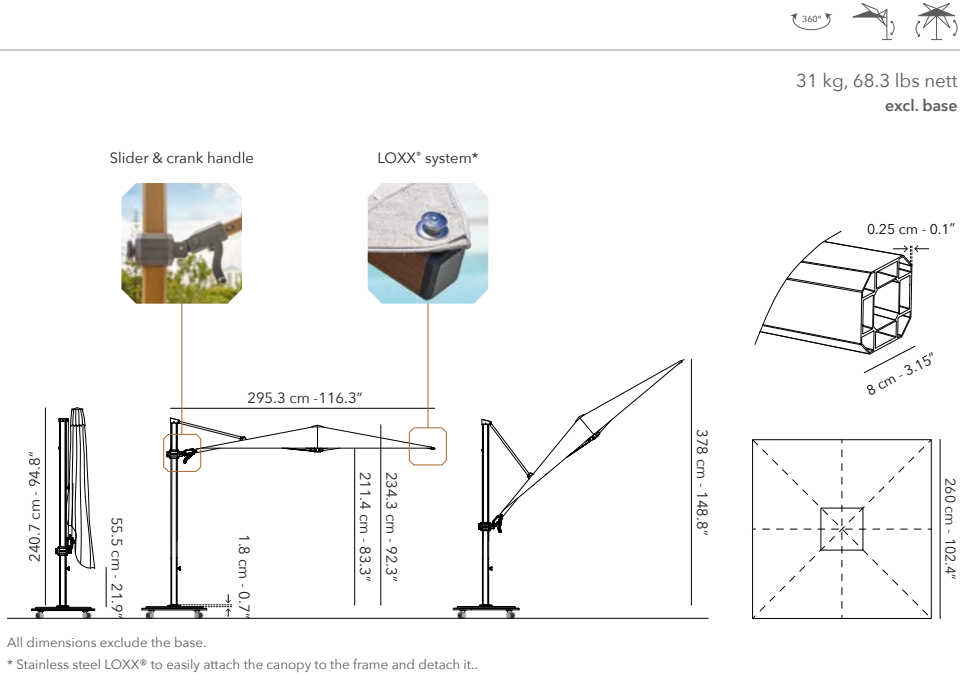 360°
31 kg, 68.3 lbs nett
excl. base
Slider & crank handle
LOXX® system*
0.25 cm - 0.1″
8 cm - 3.15″
295.3 cm -116.3“
240.7 cm - 94.8”
55.5 cm - 21.9”
1.8 cm - 0.7”
211.4 cm - 83.3”
234.3 cm - 92.3”
378 cm - 148.8”
260 cm - 102.4”
All dimensions exclude the base.
* Stainless steel LOXX® to easily attach the canopy to the frame and detach it..